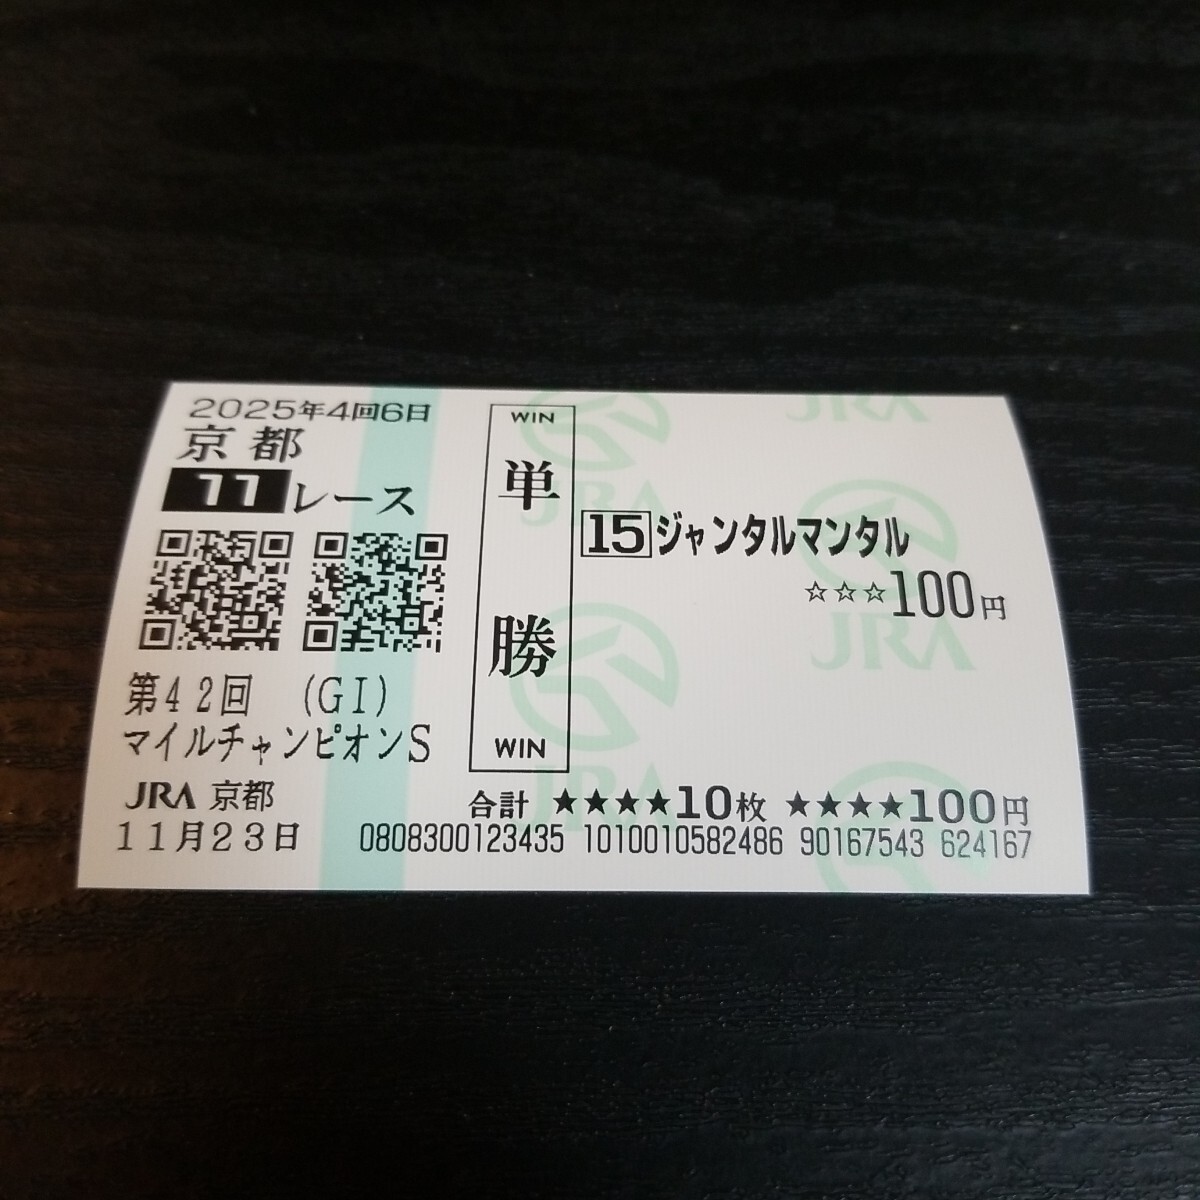 2025年4回6日
京都
11レース
第42回 (GI)
マイルチャンピオンS
JRA 京都
11月23日
WIN
単勝
WIN
15 ジャンタルマンタル
☆☆☆100円
合計 ★★★★10枚 ★★★★100円
0808300123435 1010010582486 90167543 624167
JRA
JRA
JRA
JRA